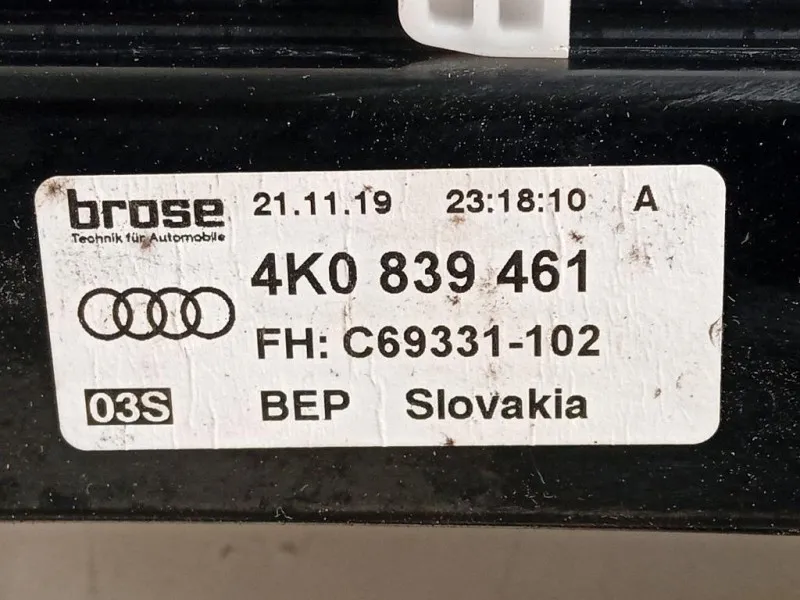 brose 21.11.19 23:18:10 A
Technik für Automobile
4K0 839 461
FH: C69331-102
03S BEP Slovakia